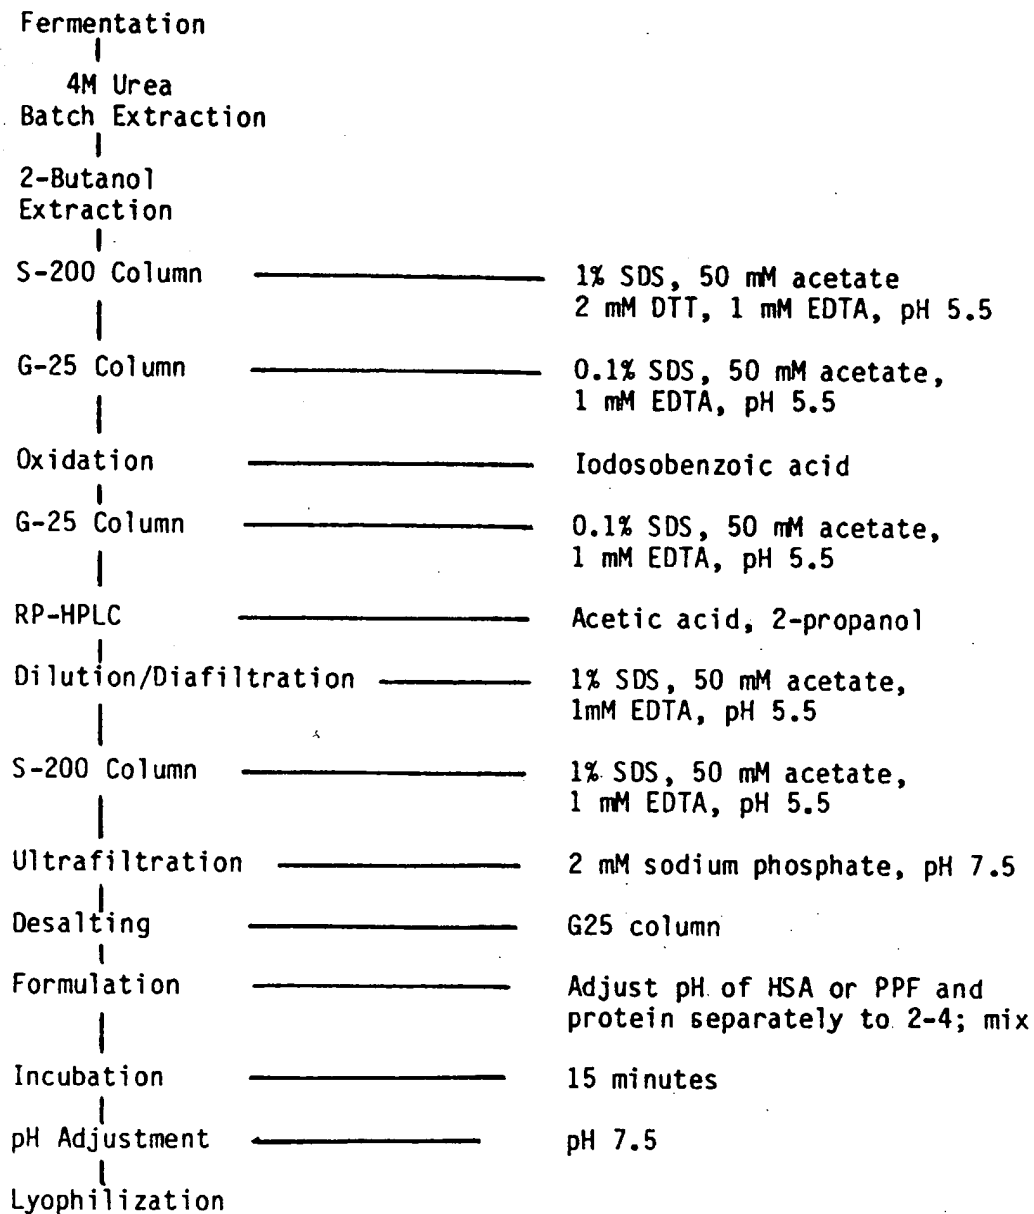 Fermentation
4M Urea
Batch Extraction
2-Butanol
Extraction
S-200 Column
1% SDS, 50 mM acetate
2 mM DTT, 1 mM EDTA, pH 5.5
G-25 Column
0.1% SDS, 50 mM acetate,
1 mM EDTA, pH 5.5
Oxidation
Iodosobenzoic acid
G-25 Column
0.1% SDS, 50 mM acetate,
1 mM EDTA, pH 5.5
RP-HPLC
Acetic acid, 2-propanol
Dilution/Diafiltration
1% SDS, 50 mM acetate,
1mM EDTA, pH 5.5
S-200 Column
1% SDS, 50 mM acetate,
1 mM EDTA, pH 5.5
Ultrafiltration
2 mM sodium phosphate, pH 7.5
Desalting
G25 column
Formulation
Adjust pH of HSA or PPF and
protein separately to 2-4; mix
Incubation
15 minutes
pH Adjustment
pH 7.5
Lyophilization